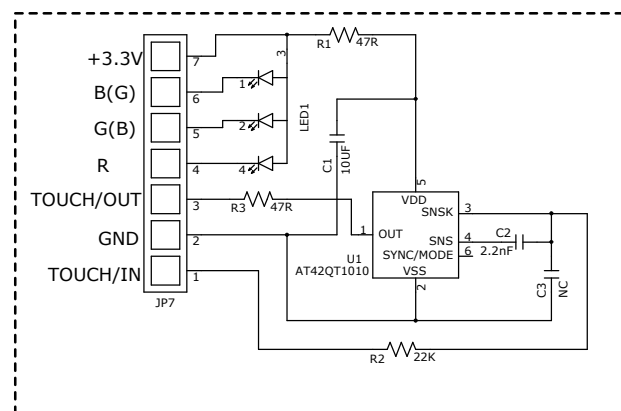 +3.3V
7
3
R1
47R
B(G)
6
1
G(B)
5
2
LED1
R
4
4
C1
10UF
TOUCH/OUT
3
R3
47R
GND
2
TOUCH/IN
1
JP7
5
VDD
SNSK
3
1
OUT
SNS
4
C2
2.2nF
SYNC/MODE
6
U1
AT42QT1010
VSS
2
C3
NC
R2
22K